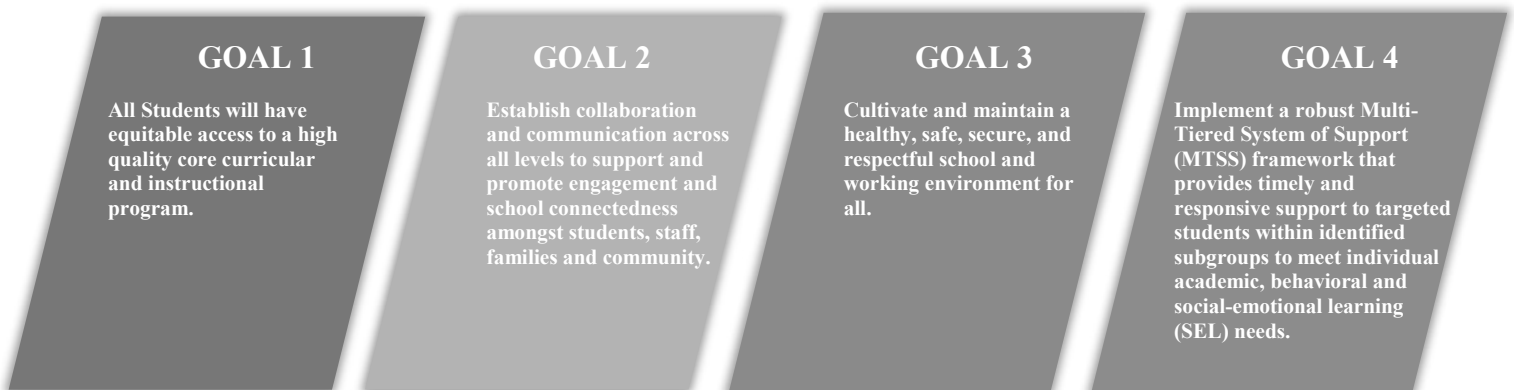 GOAL 1
All Students will have
equitable access to a high
quality core curricular
and instructional
program.
GOAL 2
Establish collaboration
and communication across
all levels to support and
promote engagement and
school connectedness
amongst students, staff,
families and community.
GOAL 3
Cultivate and maintain a
healthy, safe, secure, and
respectful school and
working environment for
all.
GOAL 4
Implement a robust Multi-
Tiered System of Support
(MTSS) framework that
provides timely and
responsive support to targeted
students within identified
subgroups to meet individual
academic, behavioral and
social-emotional learning
(SEL) needs.